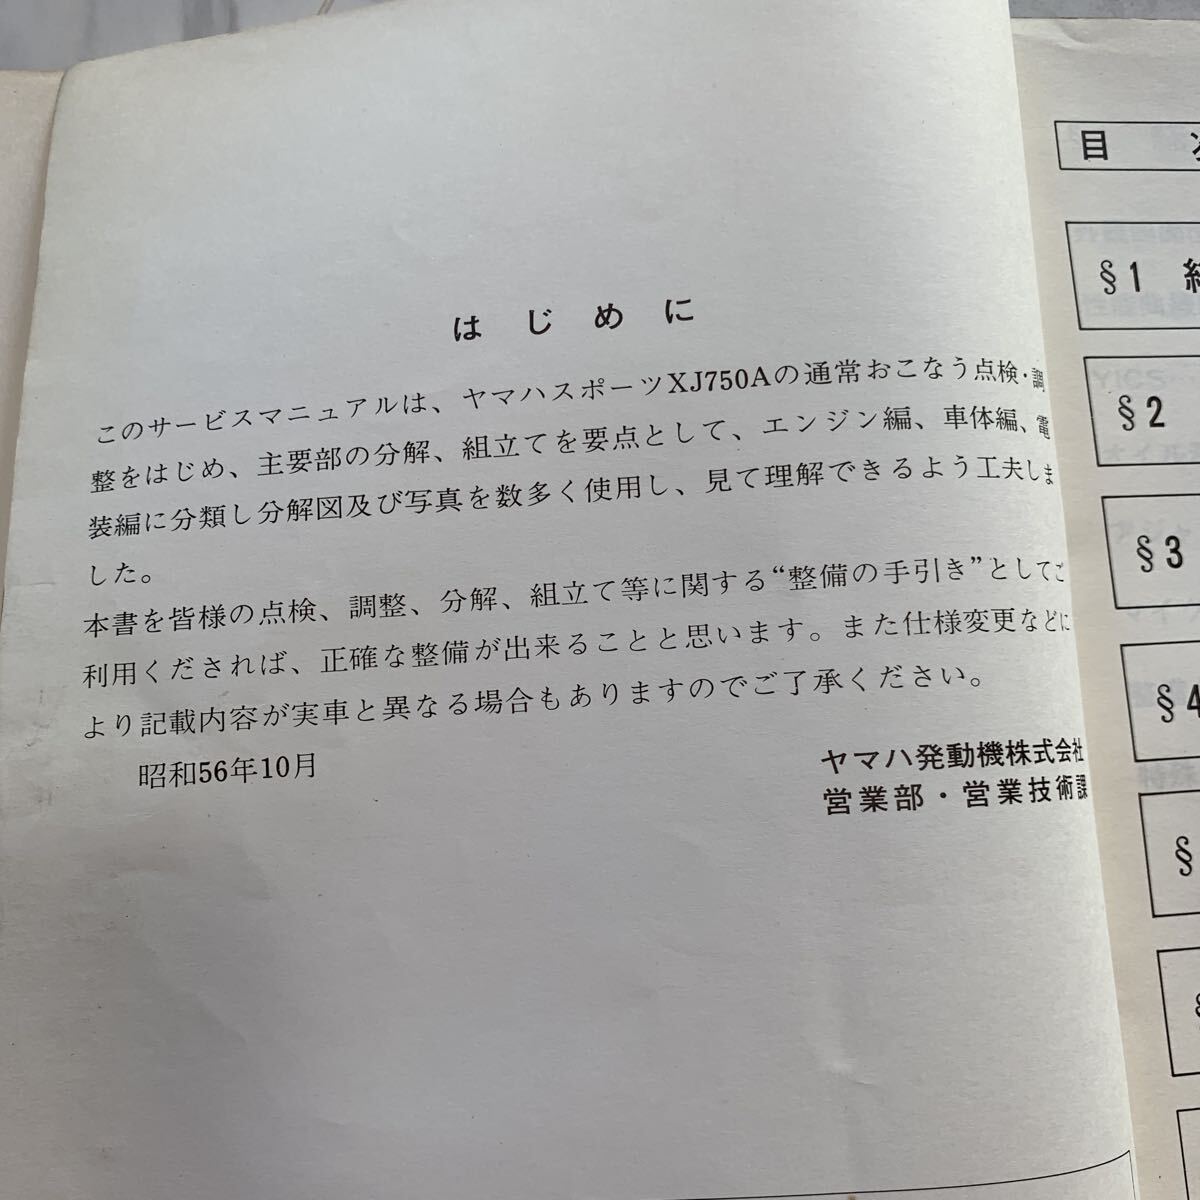 はじめに
このサービスマニュアルは、ヤマハスポーツXJ750Aの通常おこなう点検・調
整をはじめ、主要部の分解、組立てを要点として、エンジン編、車体編、電
装編に分類し分解図及び写真を数多く使用し、見て理解できるよう工夫しま
した。
本書を皆様の点検、調整、分解、組立て等に関する“整備の手引き”としてご
利用くだされば、正確な整備が出来ることと思います。また仕様変更などに
より記載内容が実車と異なる場合もありますのでご了承ください。
昭和56年10月
ヤマハ発動機株式会社
営業部・営業技術課
目
§1
§2
§3
§4
§